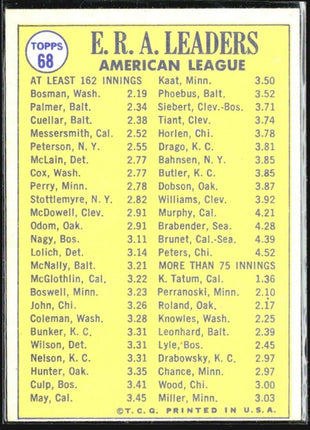 TOPPS
68
E. R. A. LEADERS
AMERICAN LEAGUE
AT LEAST 162 INNINGS
Bosman, Wash. 2.19
Palmer, Balt. 2.34
Cuellar, Balt. 2.38
Messersmith, Cal. 2.52
Peterson, N. Y. 2.55
McLain, Det. 2.77
Cox, Wash. 2.77
Perry, Minn. 2.78
Stottlemyre, N. Y. 2.82
McDowell, Clev. 2.91
Odom, Oak. 2.91
Nagy, Bos. 3.11
Lolich, Det. 3.14
McNally, Balt. 3.21
McGlothlin, Cal. 3.22
Boswell, Minn. 3.23
John, Chi. 3.26
Coleman, Wash. 3.28
Bunker, K. C. 3.31
Wilson, Det. 3.31
Nelson, K. C. 3.31
Hunter, Oak. 3.35
Culp, Bos. 3.41
May, Cal. 3.45
Kaat, Minn. 3.50
Phoebus, Balt. 3.52
Siebert, Clev.-Bos. 3.71
Tiant, Clev. 3.74
Horlen, Chi. 3.77
Drago, K. C. 3.81
Bahnsen, N. Y. 3.85
Butler, K. C. 3.85
Dobson, Oak. 3.87
Williams, Clev. 3.92
Murphy, Cal. 4.21
Brabender, Sea. 4.28
Brunet, Cal.-Sea. 4.39
Peters, Chi. 4.52
MORE THAN 75 INNINGS
K. Tatum, Cal. 1.36
Perranoski, Minn. 2.10
Roland, Oak. 2.17
Knowles, Wash. 2.25
Leonhard, Balt. 2.39
Lyle, Bos. 2.45
Drabowsky, K. C. 2.97
Chance, Minn. 2.97
Wood, Chi. 3.00
Miller, Minn. 3.03
© T. C. G. PRINTED IN U. S. A.